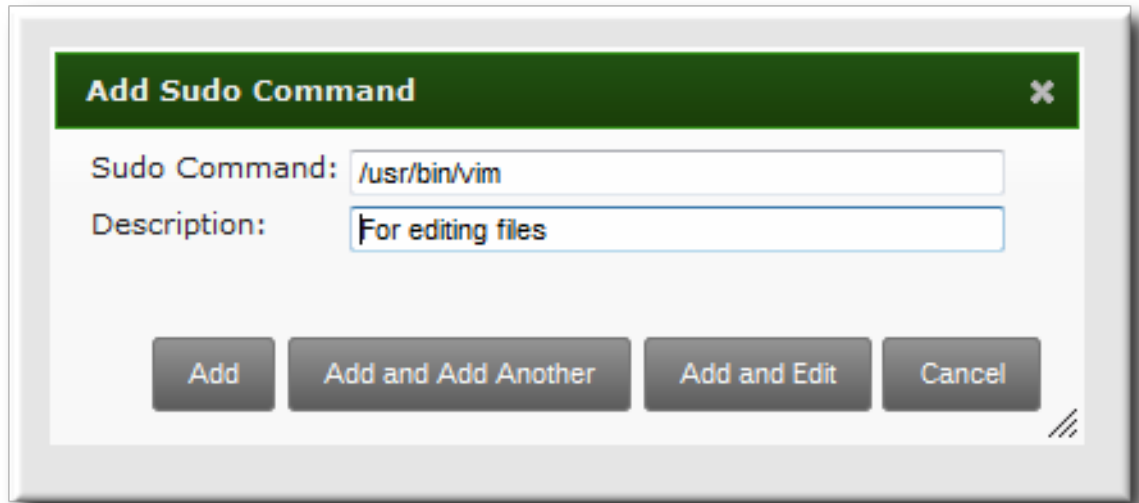 Add Sudo Command
Sudo Command: /usr/bin/vim
Description: For editing files
Add Add and Add Another Add and Edit Cancel